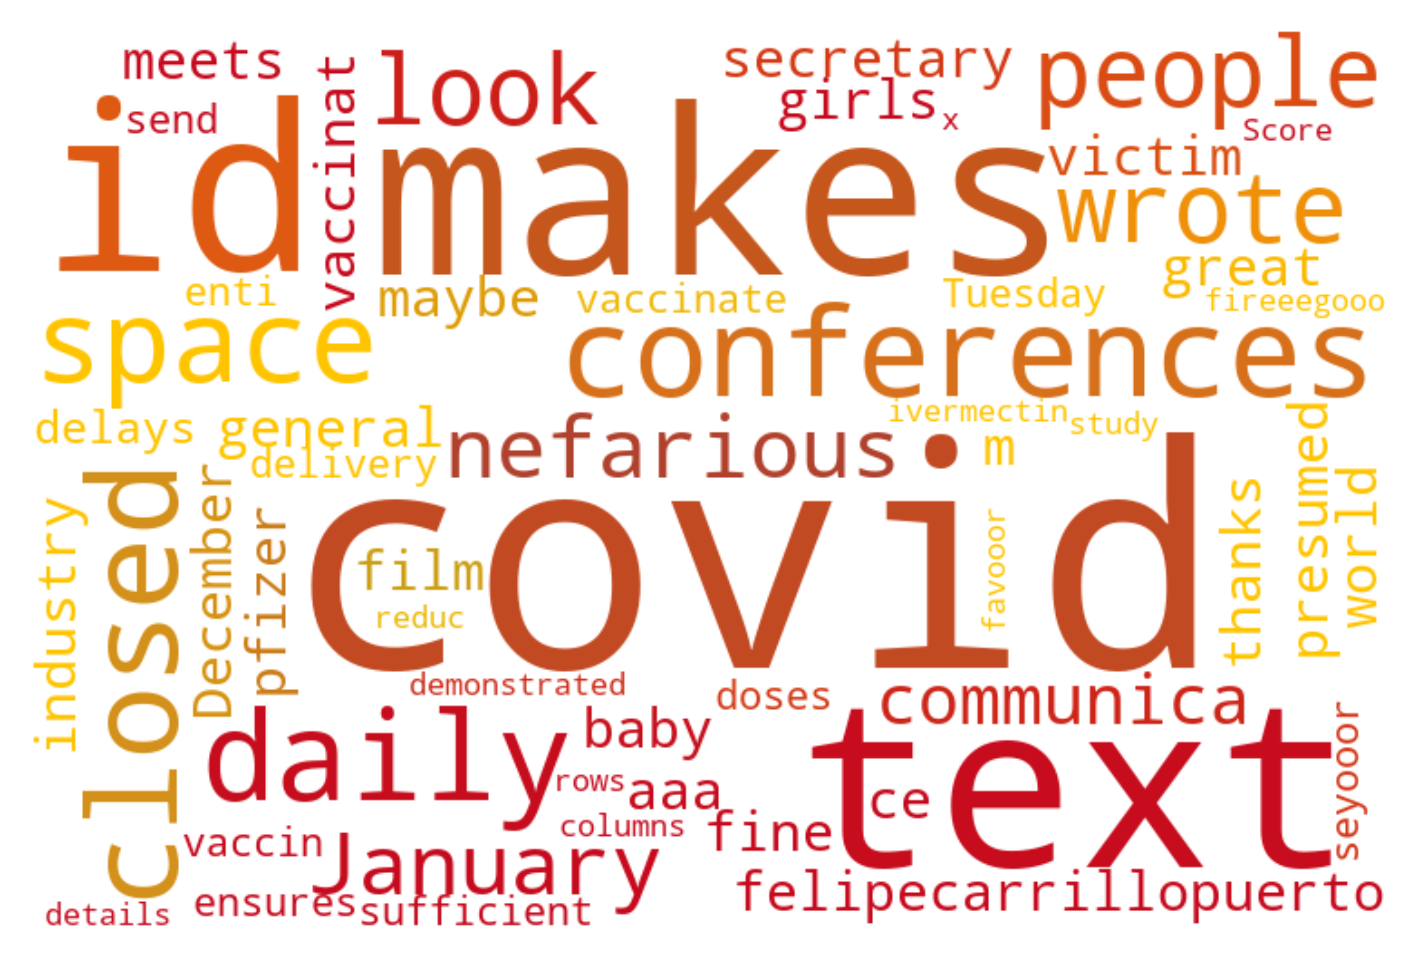 meets
send
id
vaccinat
look
makes
secretary
girls
x
people
Score
victim
wrote
great
fireeegooo
enti
space
maybe
vaccinate
Tuesday
conferences
delays
general
delivery
nefarious
ivermectin
study
m
presumed
world
thanks
industry
closed
December
pfizer
covid
film
reduc
favooor
demonstrated
doses
communica
daily
baby
text
rows
aaa
ce
seyooor
columns
fine
vaccin
January
felipecarrillopuerto
details
ensures
sufficient